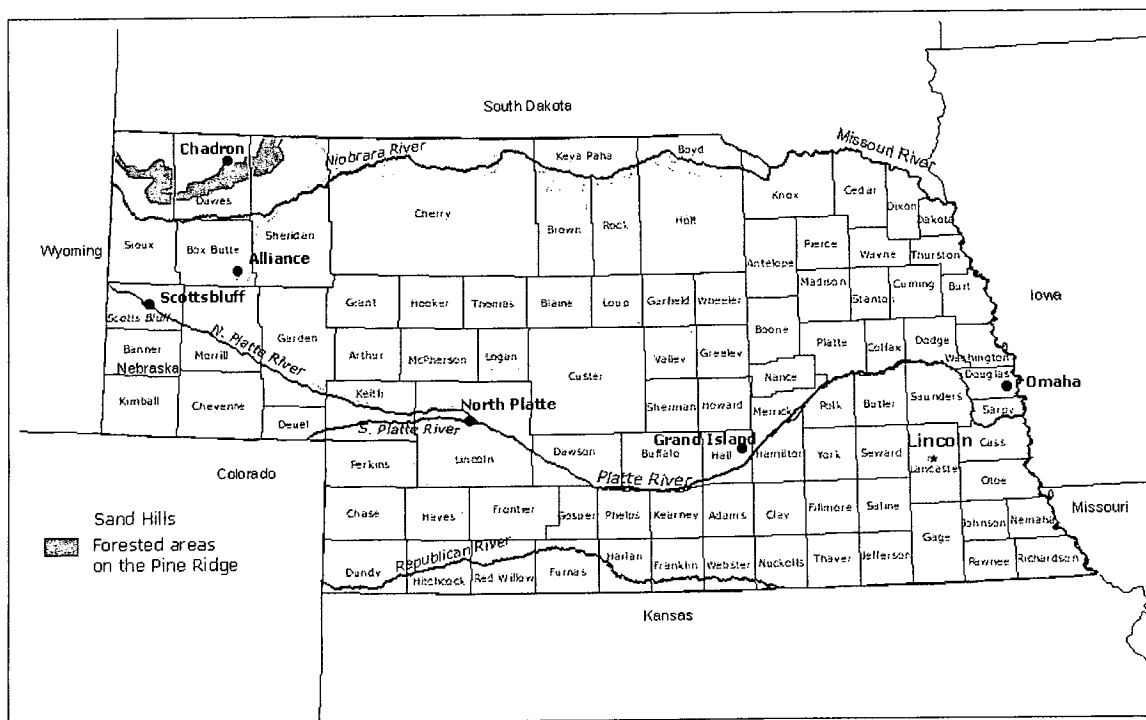 South Dakota
Chadron
Niobrara River
Keya Paha
Boyd
Missouri River
Dawes
Cherry
Knox
Cedar
Dixon
Dakota
Wyoming
Sioux
Box Butte
Sheridan
Brown
Rock
Holt
Antelope
Pierce
Wayne
Thurston
Alliance
Madison
Stanton
Cuming
Burt
Iowa
Scottsbluff
Scotts Bluff
Grant
Hooker
Thomas
Blaine
Loup
Garfield
Wheeler
N. Platte River
Garden
Boone
Platte
Colfax
Dodge
Washington
Banner
Nebraska
Morrill
Arthur
McPherson
Logan
Custer
Valley
Greeley
Nance
Douglas
Omaha
Kimball
Cheyenne
Keith
North Platte
Sherman
Howard
Merrick
Polk
Butler
Saunders
Sarpy
Deuel
S. Platte River
Grand Island
Lincoln
Cass
Colorado
Perkins
Lincoln
Dawson
Buffalo
Hall
Hamilton
York
Seward
Lancaster
Platte River
Otoe
Chase
Hayes
Frontier
Gosper
Phelps
Kearney
Adams
Clay
Fillmore
Saline
Gage
Johnson
Nemaha
Missouri
Sand Hills
Forested areas
on the Pine Ridge
Republican River
Dundy
Hitchcock
Red Willow
Furnas
Harlan
Franklin
Webster
Nuckolls
Thayer
Jefferson
Pawnee
Richardson
Kansas